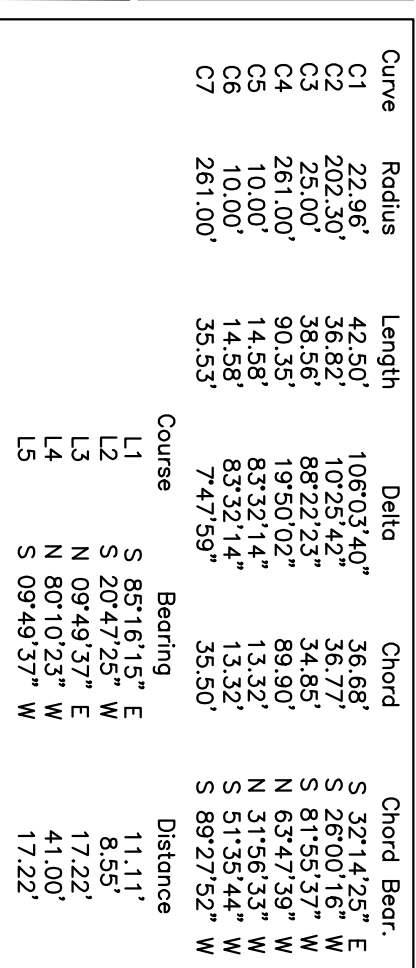 Curve Radius Length Delta Chord Chord Bear.
C1 22.96' 42.50' 106°03'40" 36.68' S 32°14'25" E
C2 202.30' 36.82' 10°25'42" 36.77' S 26°00'16" W
C3 25.00' 38.56' 88°22'23" 34.85' S 81°55'37" W
C4 261.00' 90.35' 19°50'02" 89.90' N 63°47'39" W
C5 10.00' 14.58' 83°32'14" 13.32' N 31°56'33" W
C6 10.00' 14.58' 83°32'14" 13.32' S 51°35'44" W
C7 261.00' 35.53' 7°47'59" 35.50' S 89°27'52" W
Course Bearing Distance
L1 S 85°16'15" E 11.11'
L2 S 20°47'25" W 8.55'
L3 N 09°49'37" E 17.22'
L4 N 80°10'23" W 41.00'
L5 S 09°49'37" W 17.22'